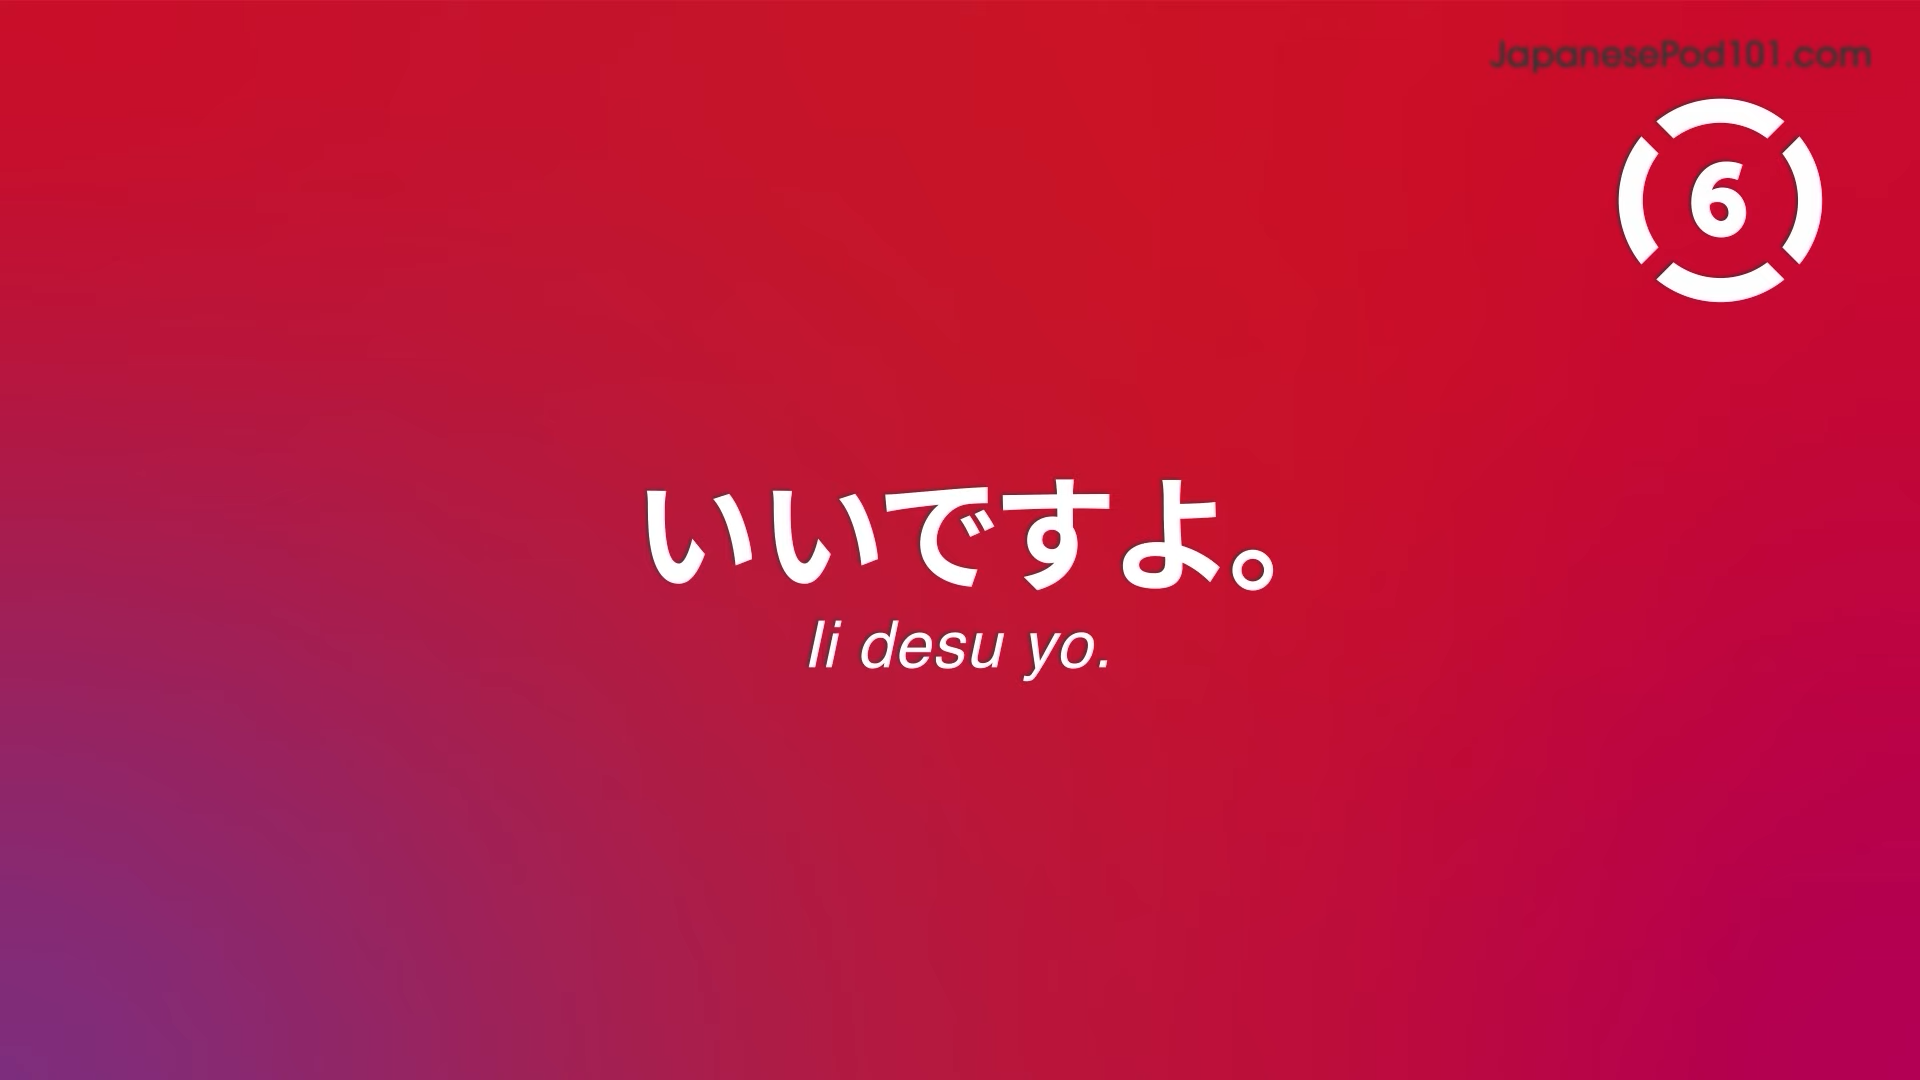 JapanesePod101.com
6
いいですよ。
Ii desu yo.